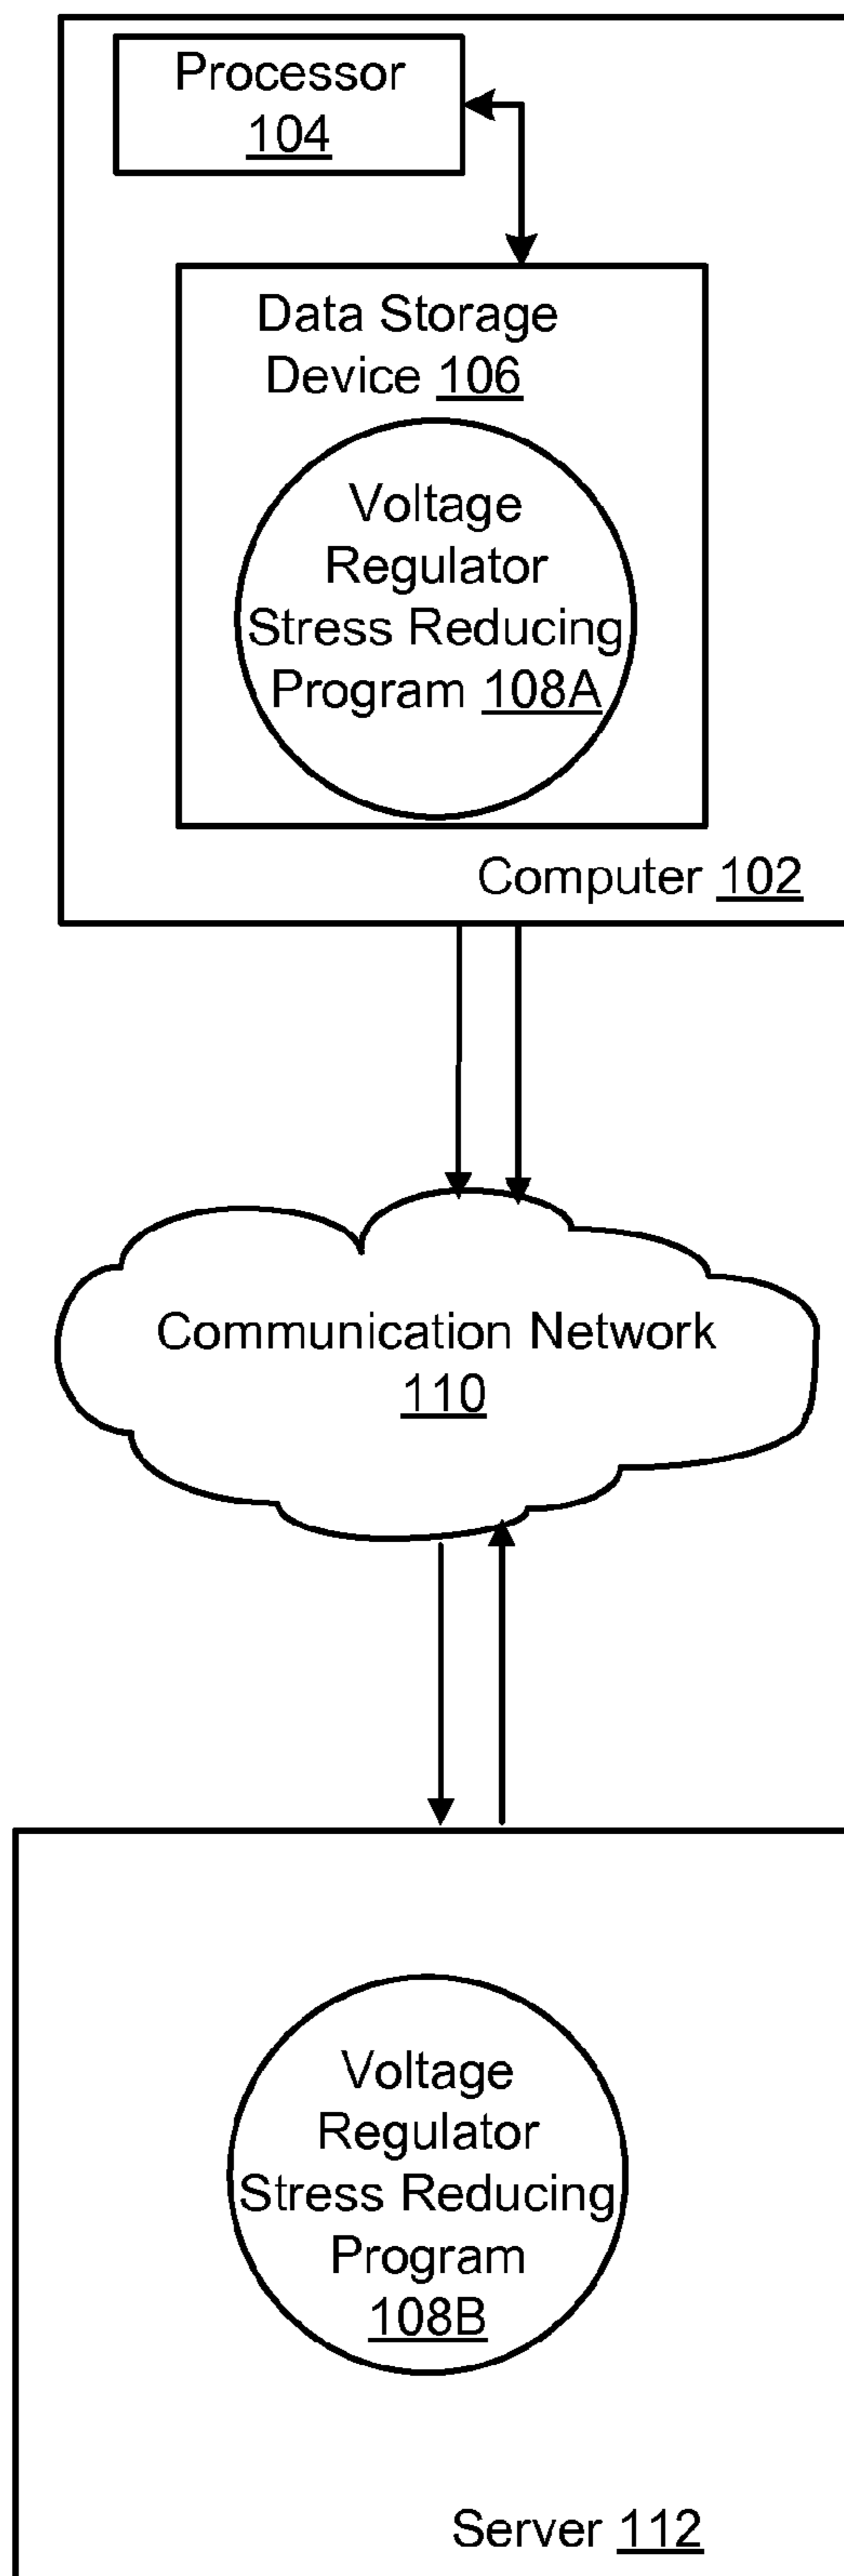 Processor
104
Data Storage
Device 106
Voltage
Regulator
Stress Reducing
Program 108A
Computer 102
Communication Network
110
Voltage
Regulator
Stress Reducing
Program
108B
Server 112